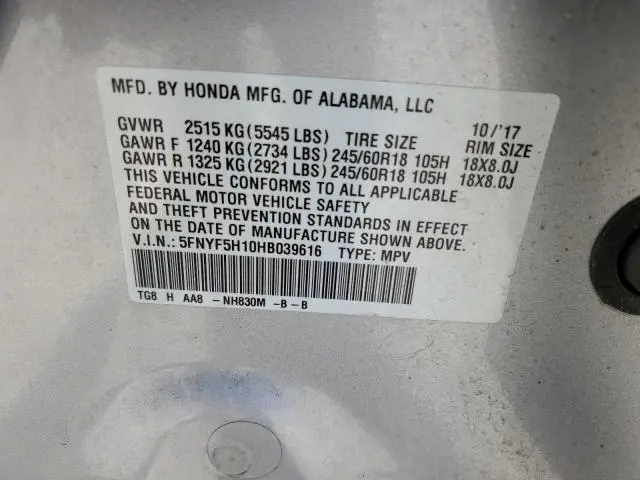 MFD. BY HONDA MFG. OF ALABAMA, LLC
GVWR 2515 KG (5545 LBS) TIRE SIZE 10/'17 RIM SIZE
GAWR F 1240 KG (2734 LBS) 245/60R18 105H 18X8.0J
GAWR R 1325 KG (2921 LBS) 245/60R18 105H 18X8.0J
THIS VEHICLE CONFORMS TO ALL APPLICABLE
FEDERAL MOTOR VEHICLE SAFETY
AND THEFT PREVENTION STANDARDS IN EFFECT
ON THE DATE OF MANUFACTURE SHOWN ABOVE.
V.I.N.: 5FNYF5H10HB039616 TYPE: MPV
TG8 H AA8 - NH830M -B-B